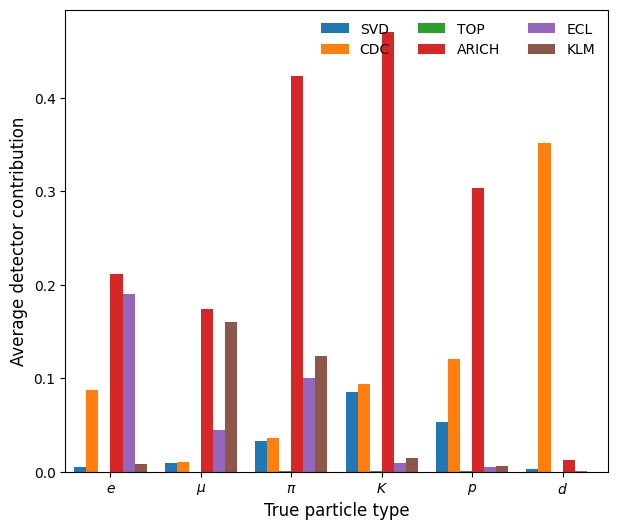 SVD TOP ECL
CDC ARICH KLM
0.4
0.3
0.2
0.1
0.0
Average detector contribution
e μ π K p d
True particle type